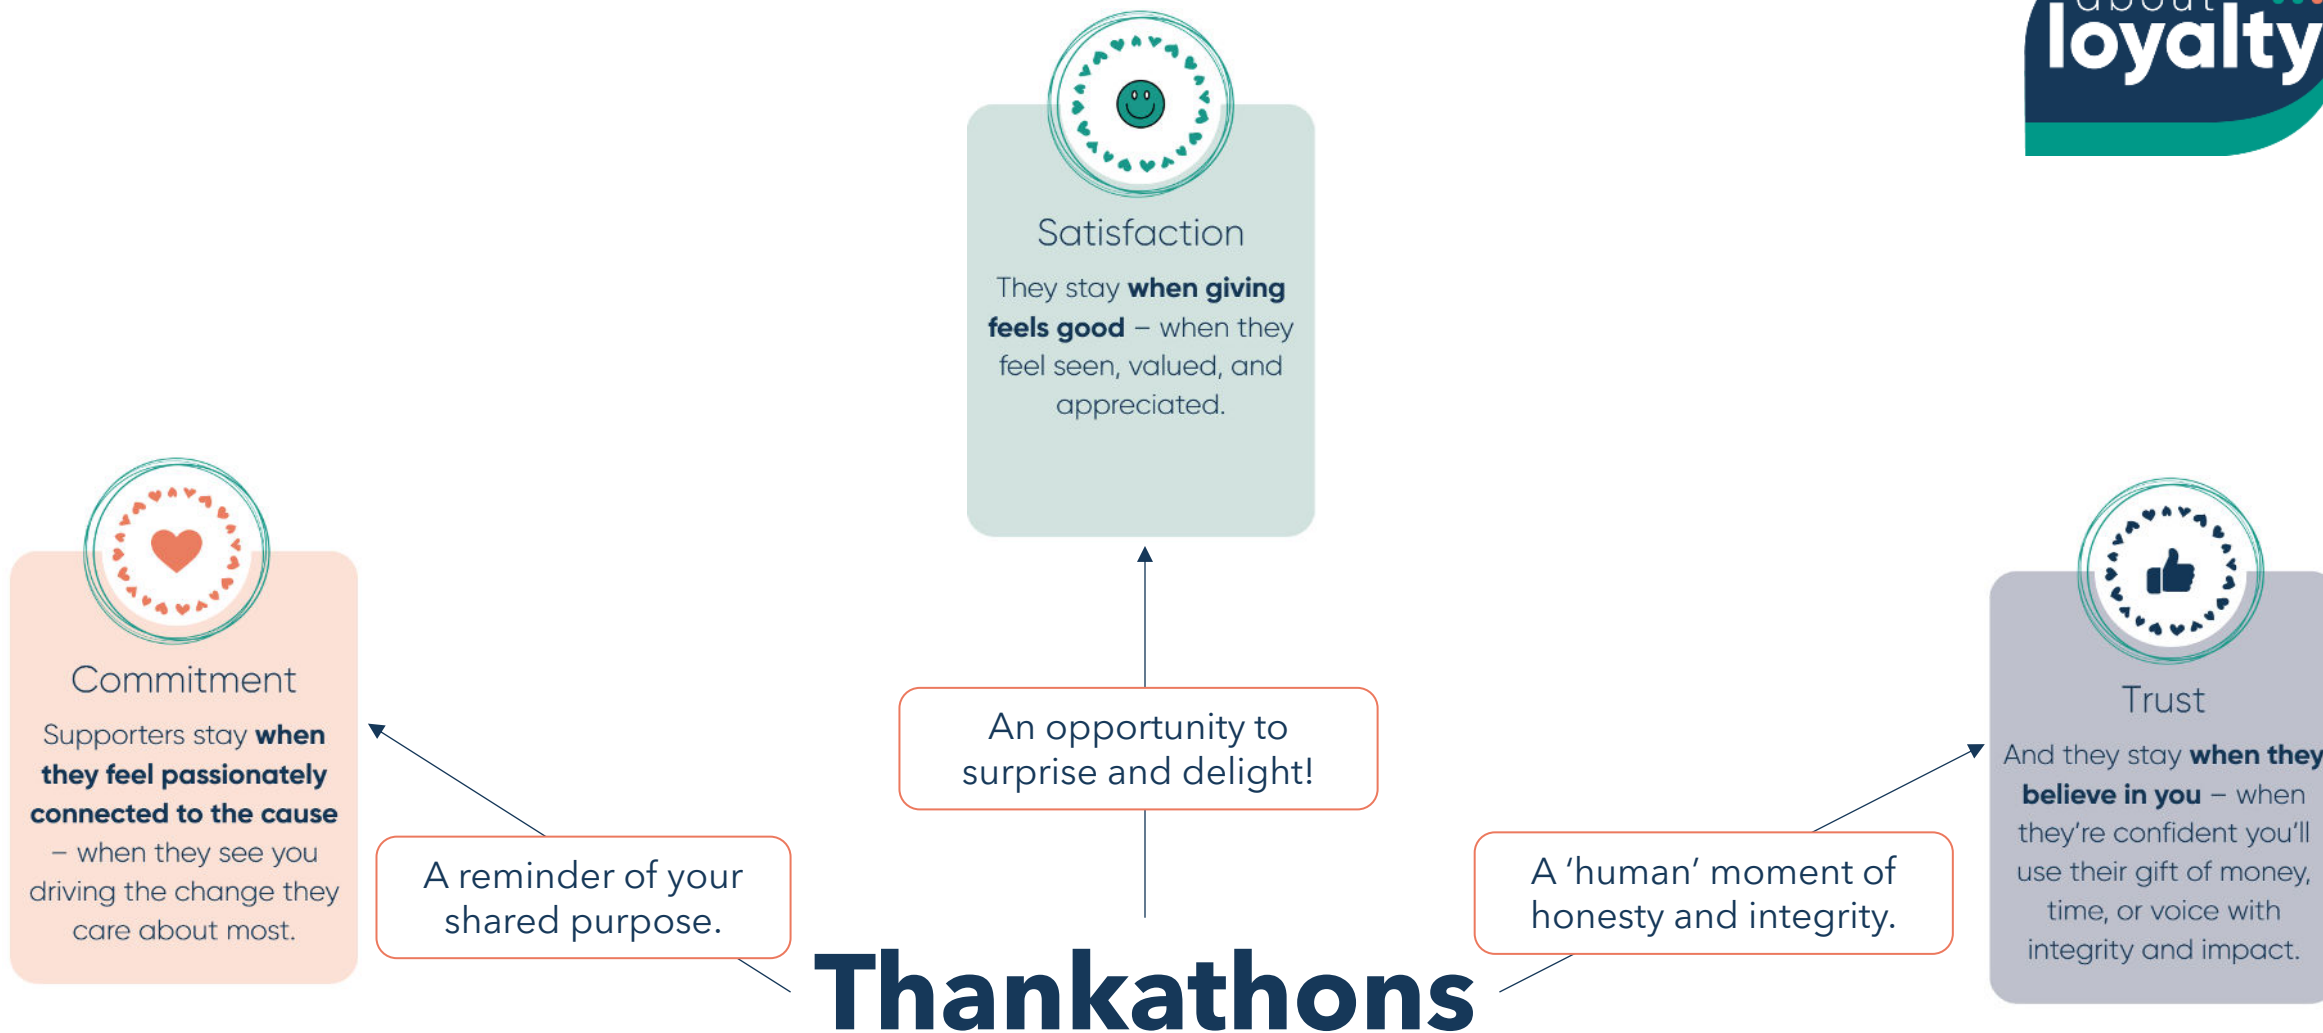 about
loyalty
Satisfaction
They stay when giving
feels good – when they
feel seen, valued, and
appreciated.
Commitment
Supporters stay when
they feel passionately
connected to the cause
– when they see you
driving the change they
care about most.
Trust
And they stay when they
believe in you – when
they're confident you'll
use their gift of money,
time, or voice with
integrity and impact.
An opportunity to
surprise and delight!
A reminder of your
shared purpose.
A ‘human’ moment of
honesty and integrity.
Thankathons